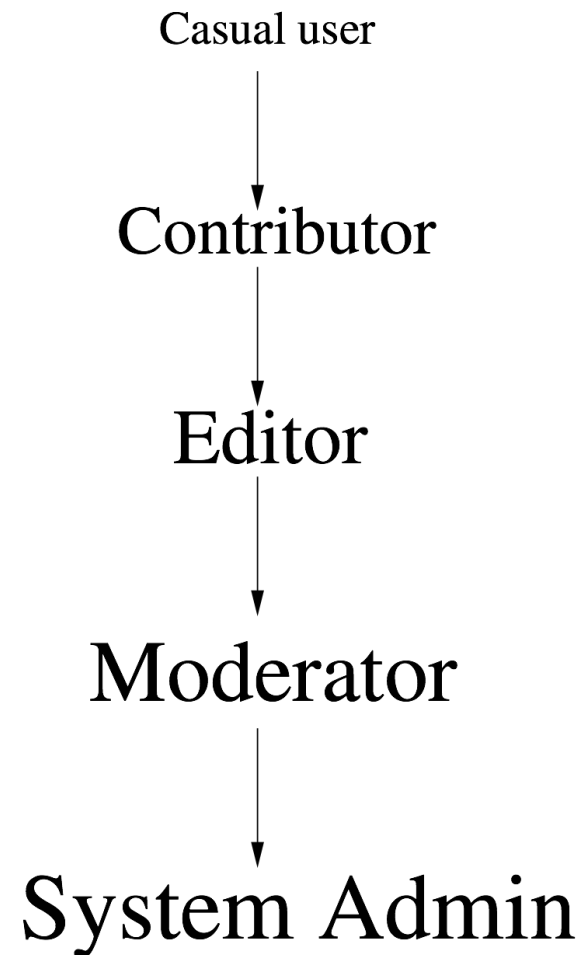 Casual user
Contributor
Editor
Moderator
System Admin